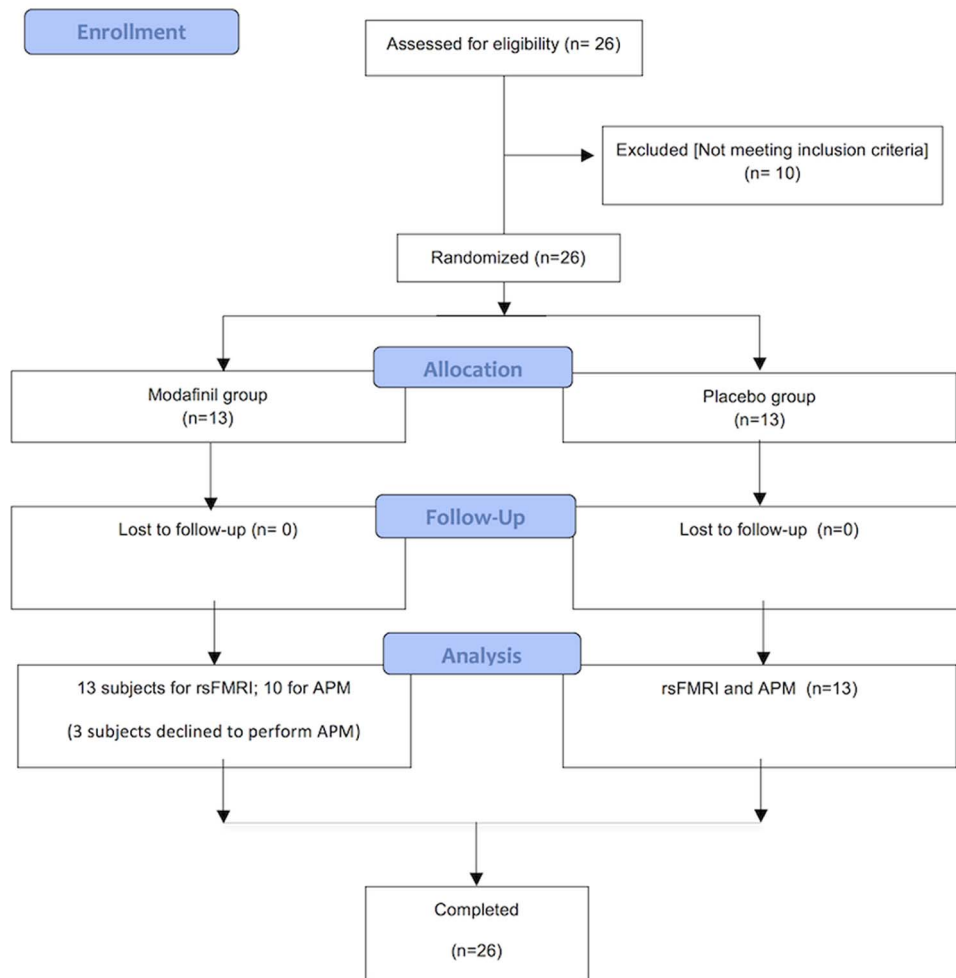 Enrollment
Assessed for eligibility (n= 26)
Excluded [Not meeting inclusion criteria]
(n= 10)
Randomized (n=26)
Allocation
Modafinil group
(n=13)
Placebo group
(n=13)
Follow-Up
Lost to follow-up (n= 0)
Lost to follow-up (n=0)
Analysis
13 subjects for rsFMRI; 10 for APM
(3 subjects declined to perform APM)
rsFMRI and APM (n=13)
Completed
(n=26)